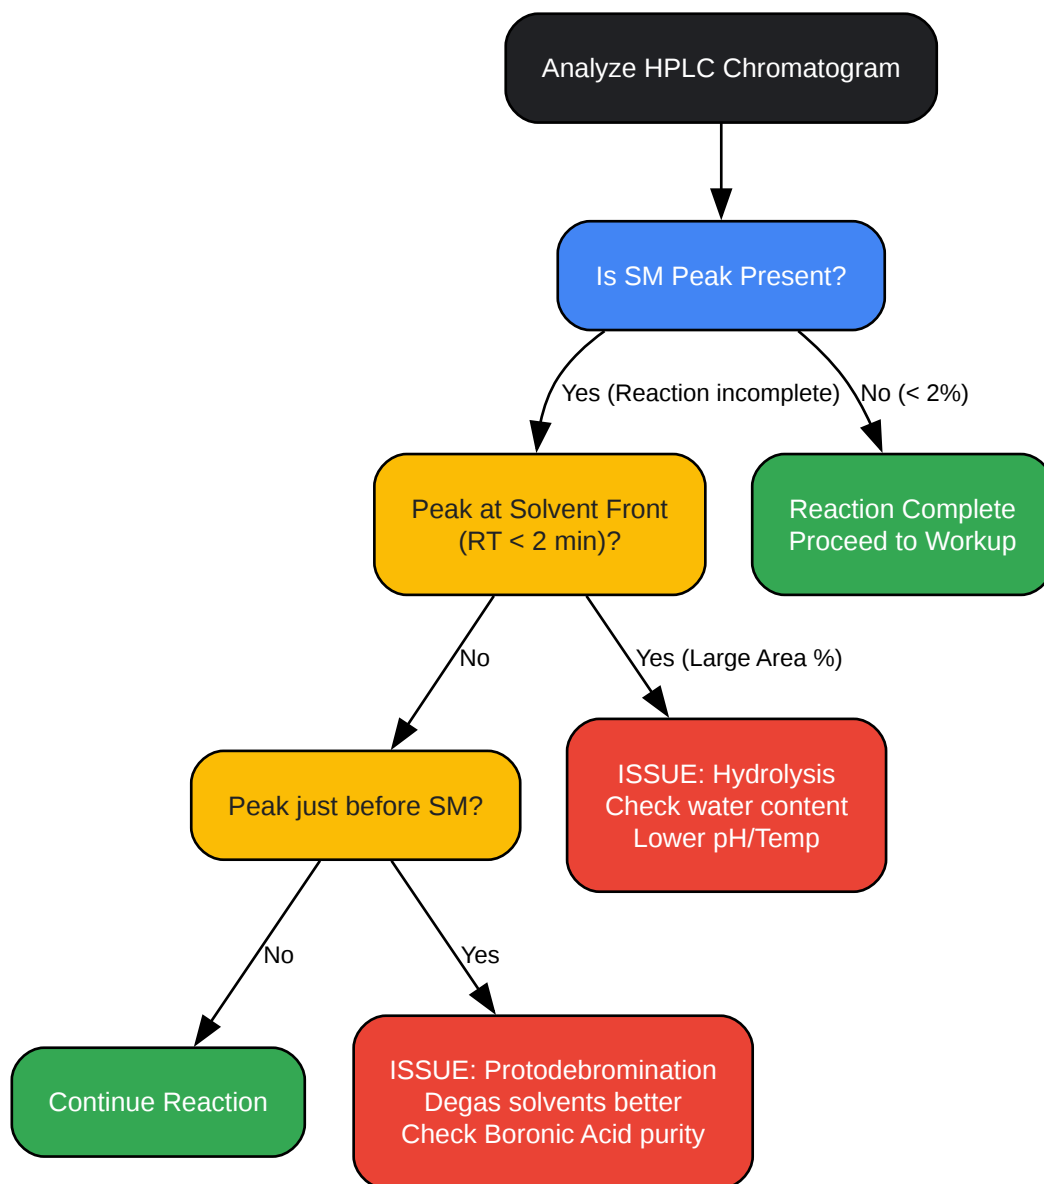 Analyze HPLC Chromatogram
Is SM Peak Present?
Yes (Reaction incomplete)
No (< 2%)
Peak at Solvent Front
(RT < 2 min)?
Reaction Complete
Proceed to Workup
No
Yes (Large Area %)
Peak just before SM?
ISSUE: Hydrolysis
Check water content
Lower pH/Temp
No
Yes
Continue Reaction
ISSUE: Protodebromination
Degas solvents better
Check Boronic Acid purity